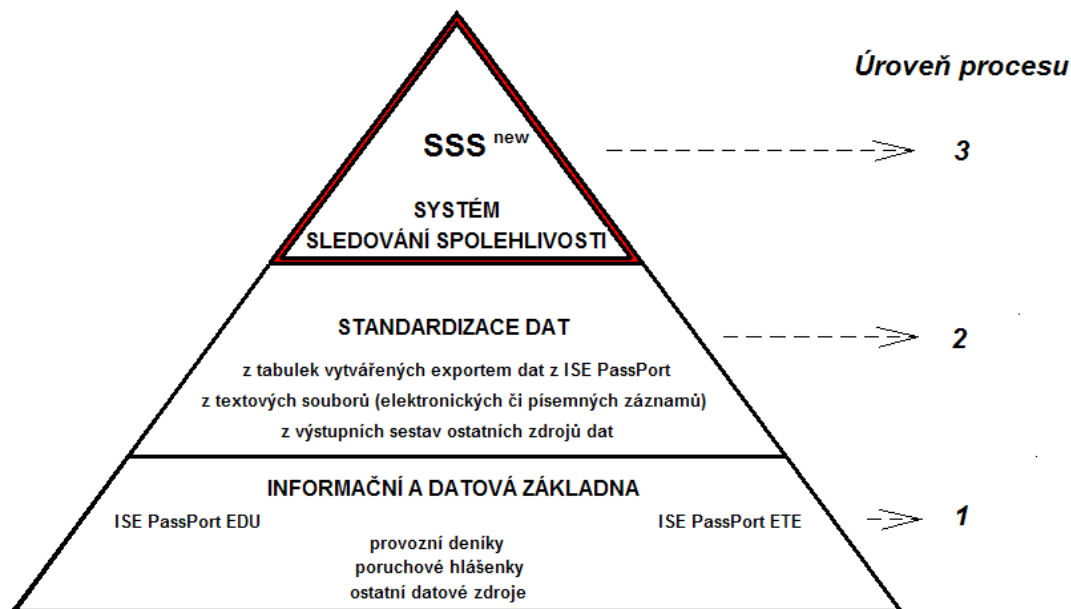 Úroveň procesu
SSS new
3
SYSTÉM
SLEDOVÁNÍ SPOLEHLIVOSTI
STANDARDIZACE DAT
2
z tabulek vytvářených exportem dat z ISE PassPort
z textových souborů (elektronických či písemných záznamů)
z výstupních sestav ostatních zdrojů dat
INFORMAČNÍ A DATOVÁ ZÁKLADNA
ISE PassPort EDU
ISE PassPort ETE
1
provozní deníky
poruchové hlášenky
ostatní datové zdroje